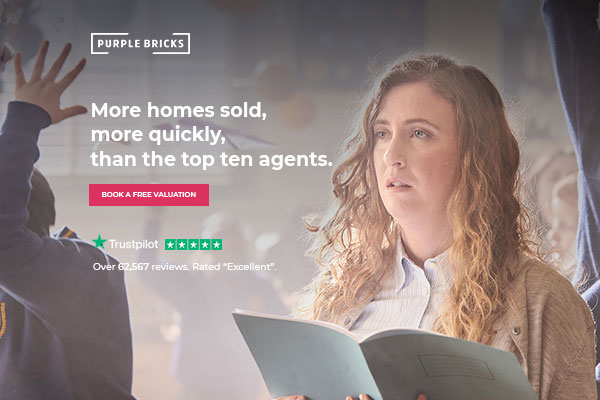 PURPLE BRICKS
More homes sold,
more quickly,
than the top ten agents.
BOOK A FREE VALUATION
Trustpilot
Over 62,567 reviews. Rated “Excellent”.